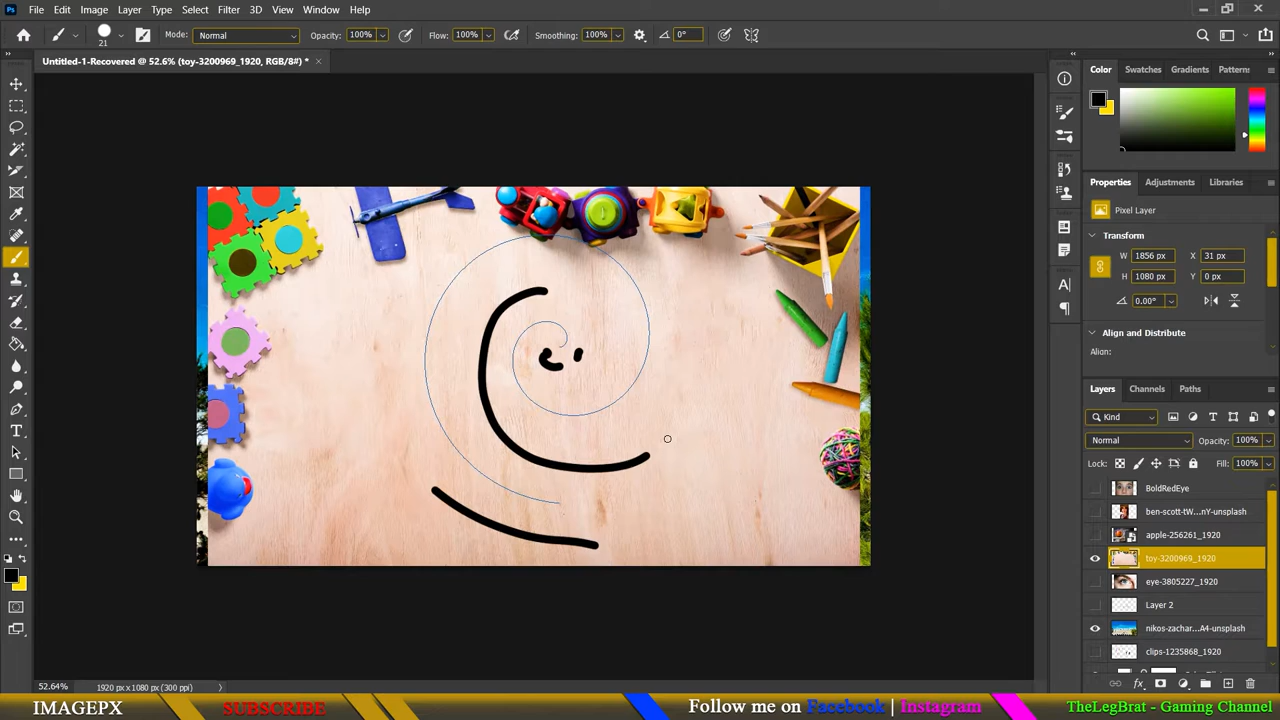 File Edit Image Layer Type Select Filter 3D View Window Help
21 Mode: Normal Opacity: 100% Flow: 100% Smoothing: 100% 0°
Untitled-1-Recovered @ 52.6% (toy-3200969_1920, RGB/8#) *
Color Swatches Gradients Patterns
Properties Adjustments Libraries
Pixel Layer
Transform
W 1856 px X 31 px
H 1080 px Y 0 px
0.00°
Align and Distribute
Align:
Layers Channels Paths
Kind
Normal Opacity: 100%
Lock: Fill: 100%
BoldRedEye
ben-scott-tW...nY-unsplash
apple-256261_1920
toy-3200969_1920
eye-3805227_1920
Layer 2
nikos-zachar...A4-unsplash
clips-1235868_1920
52.64% 1920 px x 1080 px (300 ppi)
IMAGEPX SUBSCRIBE Follow me on Facebook | Instagram TheLegBrat - Gaming Channel